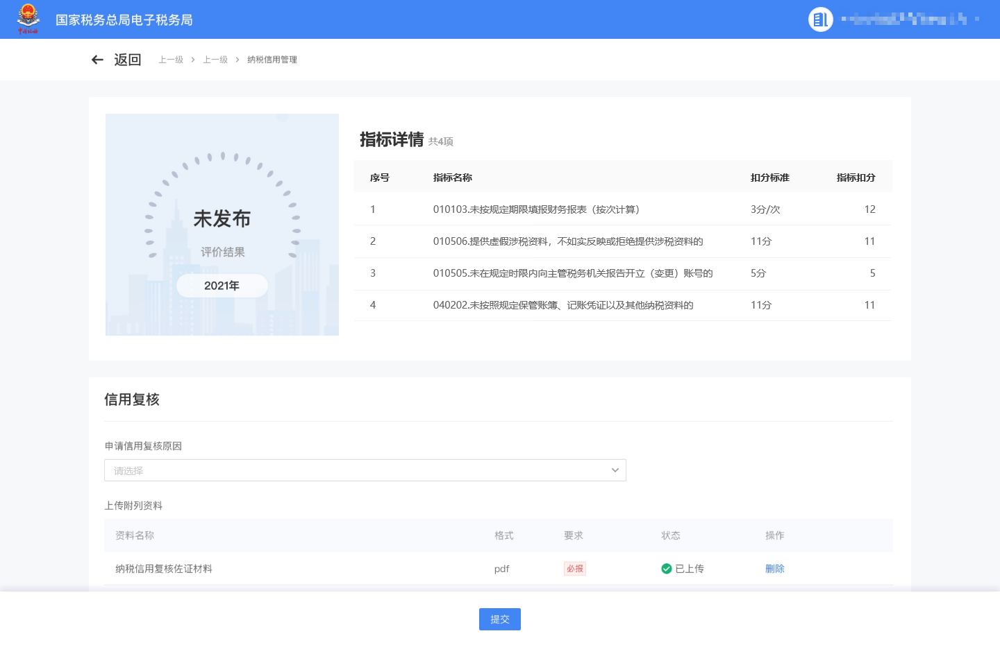 国家税务总局电子税务局
返回 上一级 > 上一级 > 纳税信用管理
未发布
评价结果
2021年
指标详情 共4项
序号 指标名称 扣分标准 指标扣分
1 010103.未按规定期限填报财务报表（按次计算） 3分/次 12
2 010506.提供虚假涉税资料，不如实反映或拒绝提供涉税资料的 11分 11
3 010505.未在规定时限内向主管税务机关报告开立（变更）账号的 5分 5
4 040202.未按照规定保管账簿、记账凭证以及其他纳税资料的 11分 11
信用复核
申请信用复核原因
请选择
上传附列资料
资料名称 格式 要求 状态 操作
纳税信用复核佐证材料 pdf 必报 已上传 删除
提交